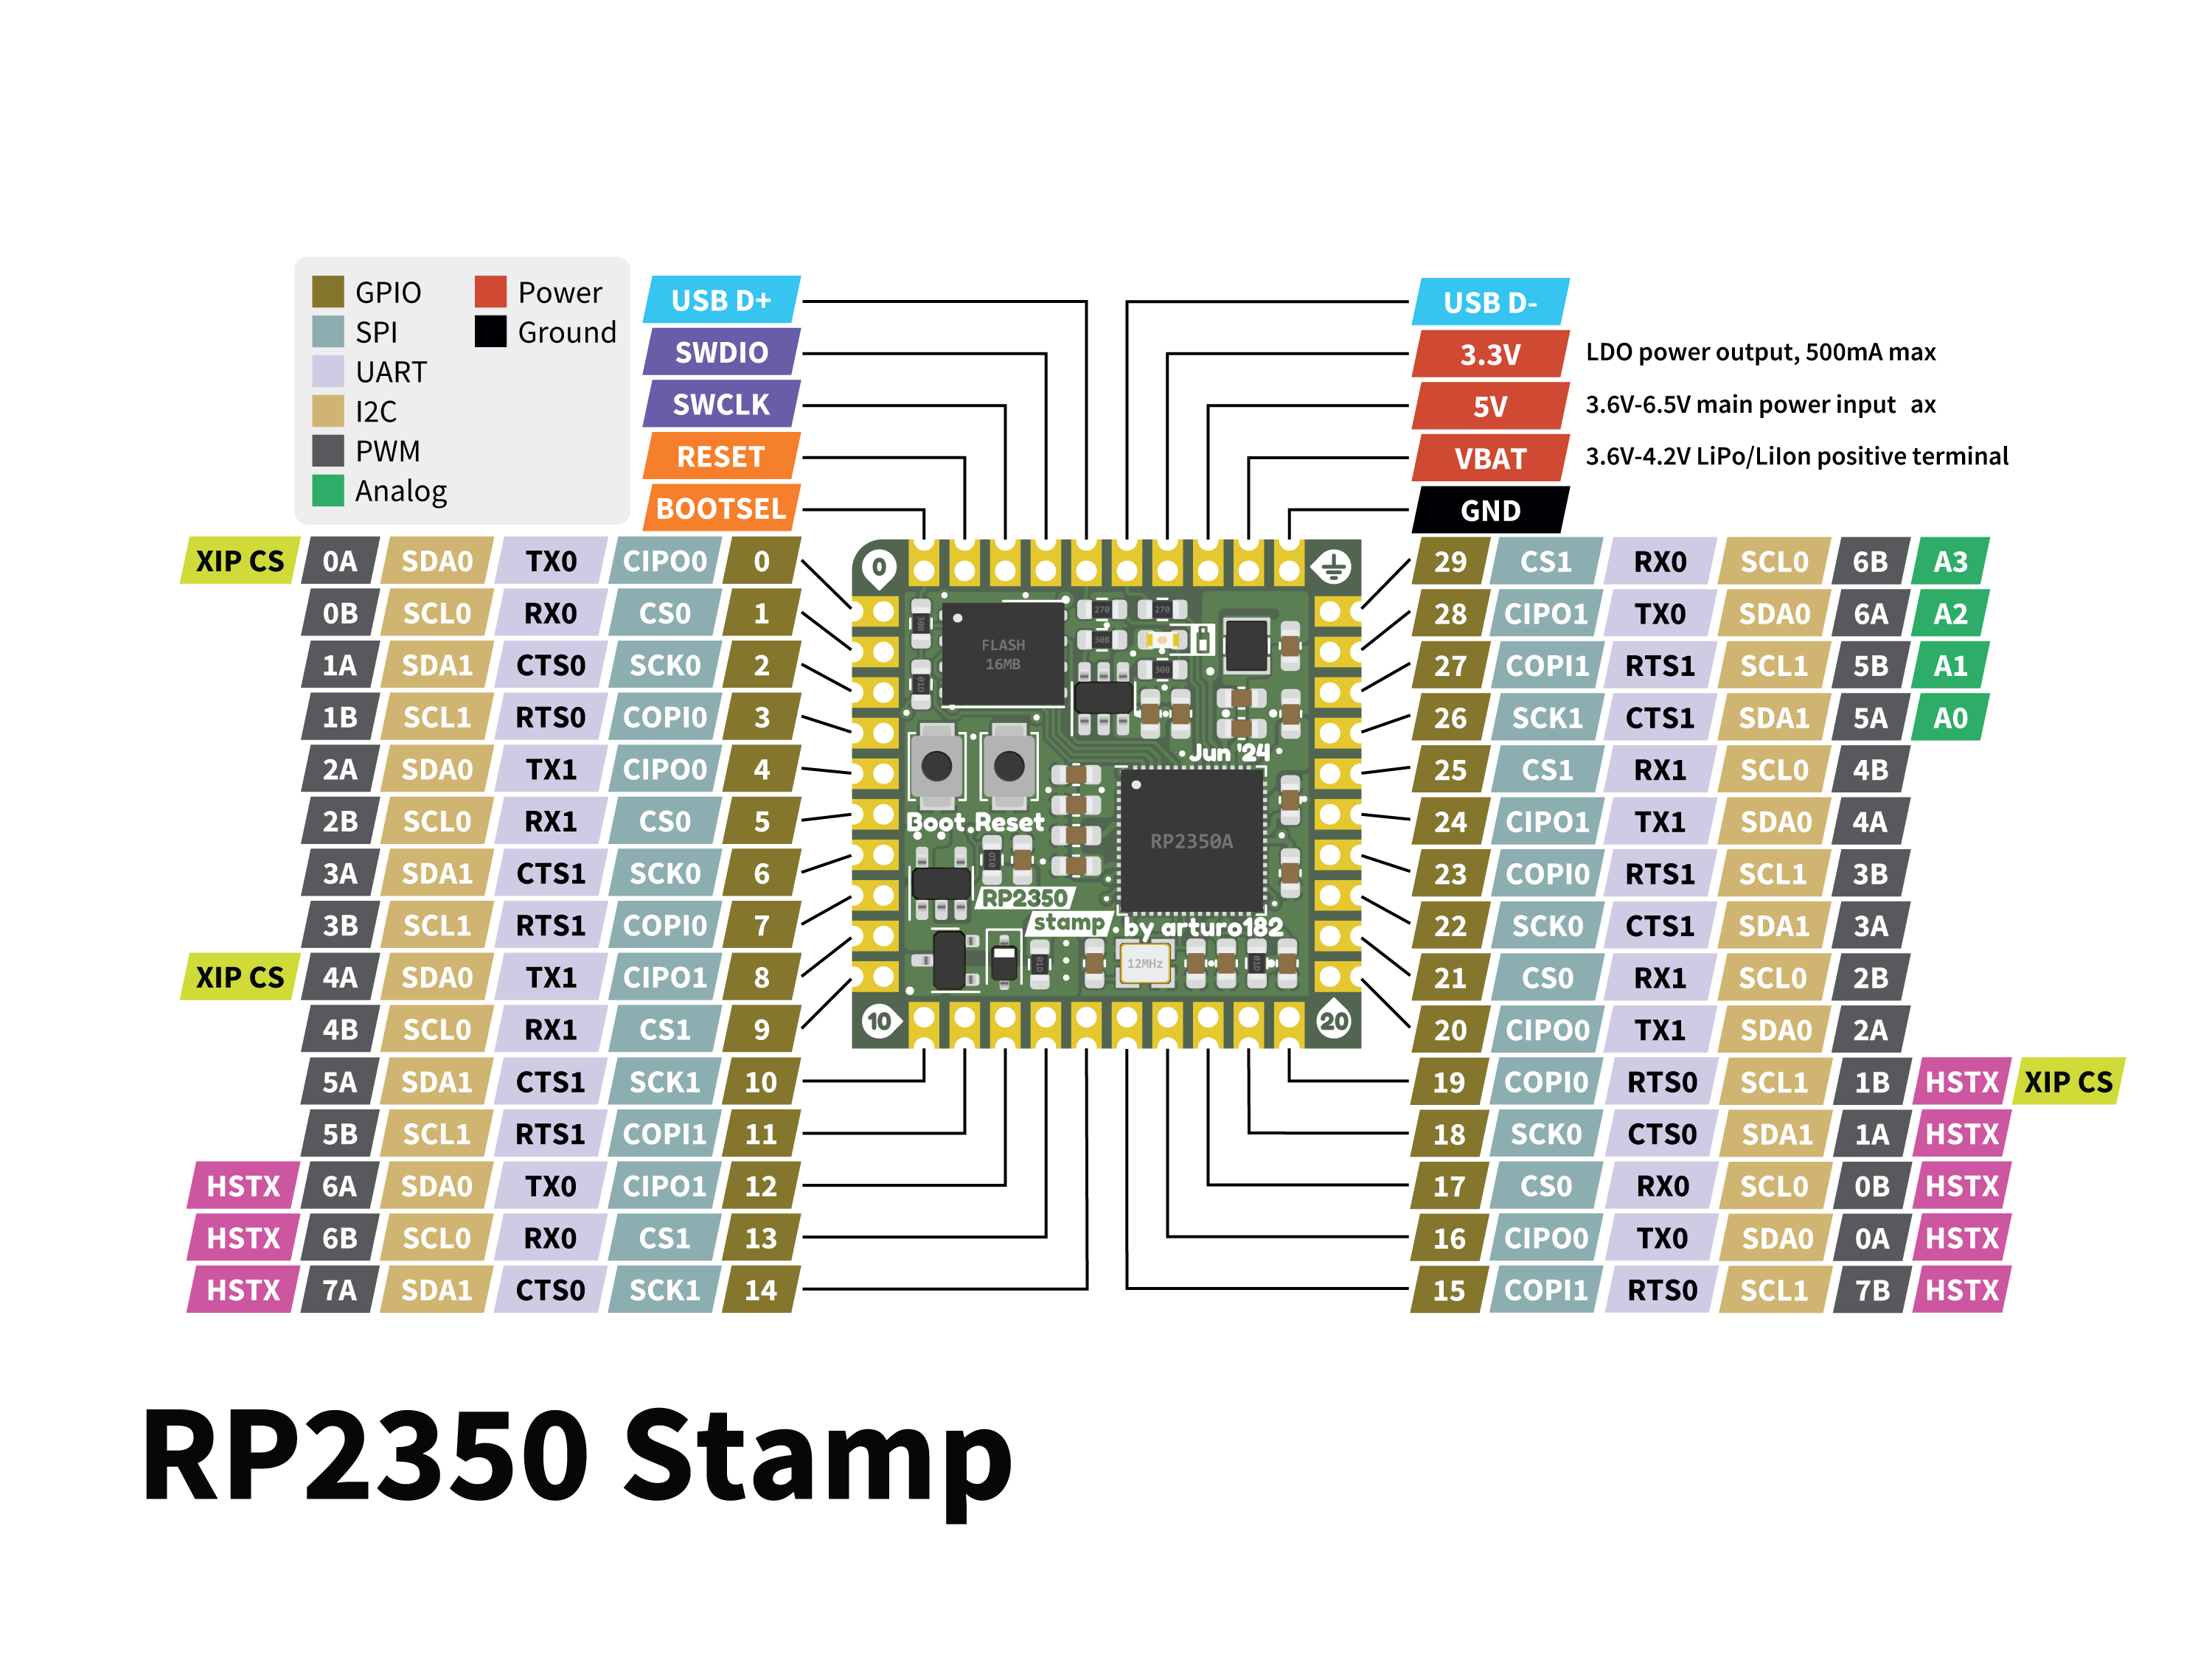 GPIO Power
SPI Ground
UART
I2C
PWM
Analog
USB D+
SWDIO
SWCLK
RESET
BOOTSEL
USB D-
3.3V LDO power output, 500mA max
5V 3.6V-6.5V main power input ax
VBAT 3.6V-4.2V LiPo/LiIon positive terminal
GND
XIP CS 0A SDA0 TX0 CIPO0 0
0B SCL0 RX0 CS0 1
1A SDA1 CTS0 SCK0 2
1B SCL1 RTS0 COPI0 3
2A SDA0 TX1 CIPO0 4
2B SCL0 RX1 CS0 5
3A SDA1 CTS1 SCK0 6
3B SCL1 RTS1 COPI0 7
XIP CS 4A SDA0 TX1 CIPO1 8
4B SCL0 RX1 CS1 9
5A SDA1 CTS1 SCK1 10
5B SCL1 RTS1 COPI1 11
HSTX 6A SDA0 TX0 CIPO1 12
HSTX 6B SCL0 RX0 CS1 13
HSTX 7A SDA1 CTS0 SCK1 14
0
FLASH
16MB
270 270
30B
30B
30B
01D
Jun '24
Boot Reset
RP2350A
01D
RP2350
stamp
by arturo182
01D
12MHz
01D
10
20
29 CS1 RX0 SCL0 6B A3
28 CIPO1 TX0 SDA0 6A A2
27 COPI1 RTS1 SCL1 5B A1
26 SCK1 CTS1 SDA1 5A A0
25 CS1 RX1 SCL0 4B
24 CIPO1 TX1 SDA0 4A
23 COPI0 RTS1 SCL1 3B
22 SCK0 CTS1 SDA1 3A
21 CS0 RX1 SCL0 2B
20 CIPO0 TX1 SDA0 2A
19 COPI0 RTS0 SCL1 1B HSTX XIP CS
18 SCK0 CTS0 SDA1 1A HSTX
17 CS0 RX0 SCL0 0B HSTX
16 CIPO0 TX0 SDA0 0A HSTX
15 COPI1 RTS0 SCL1 7B HSTX
RP2350 Stamp